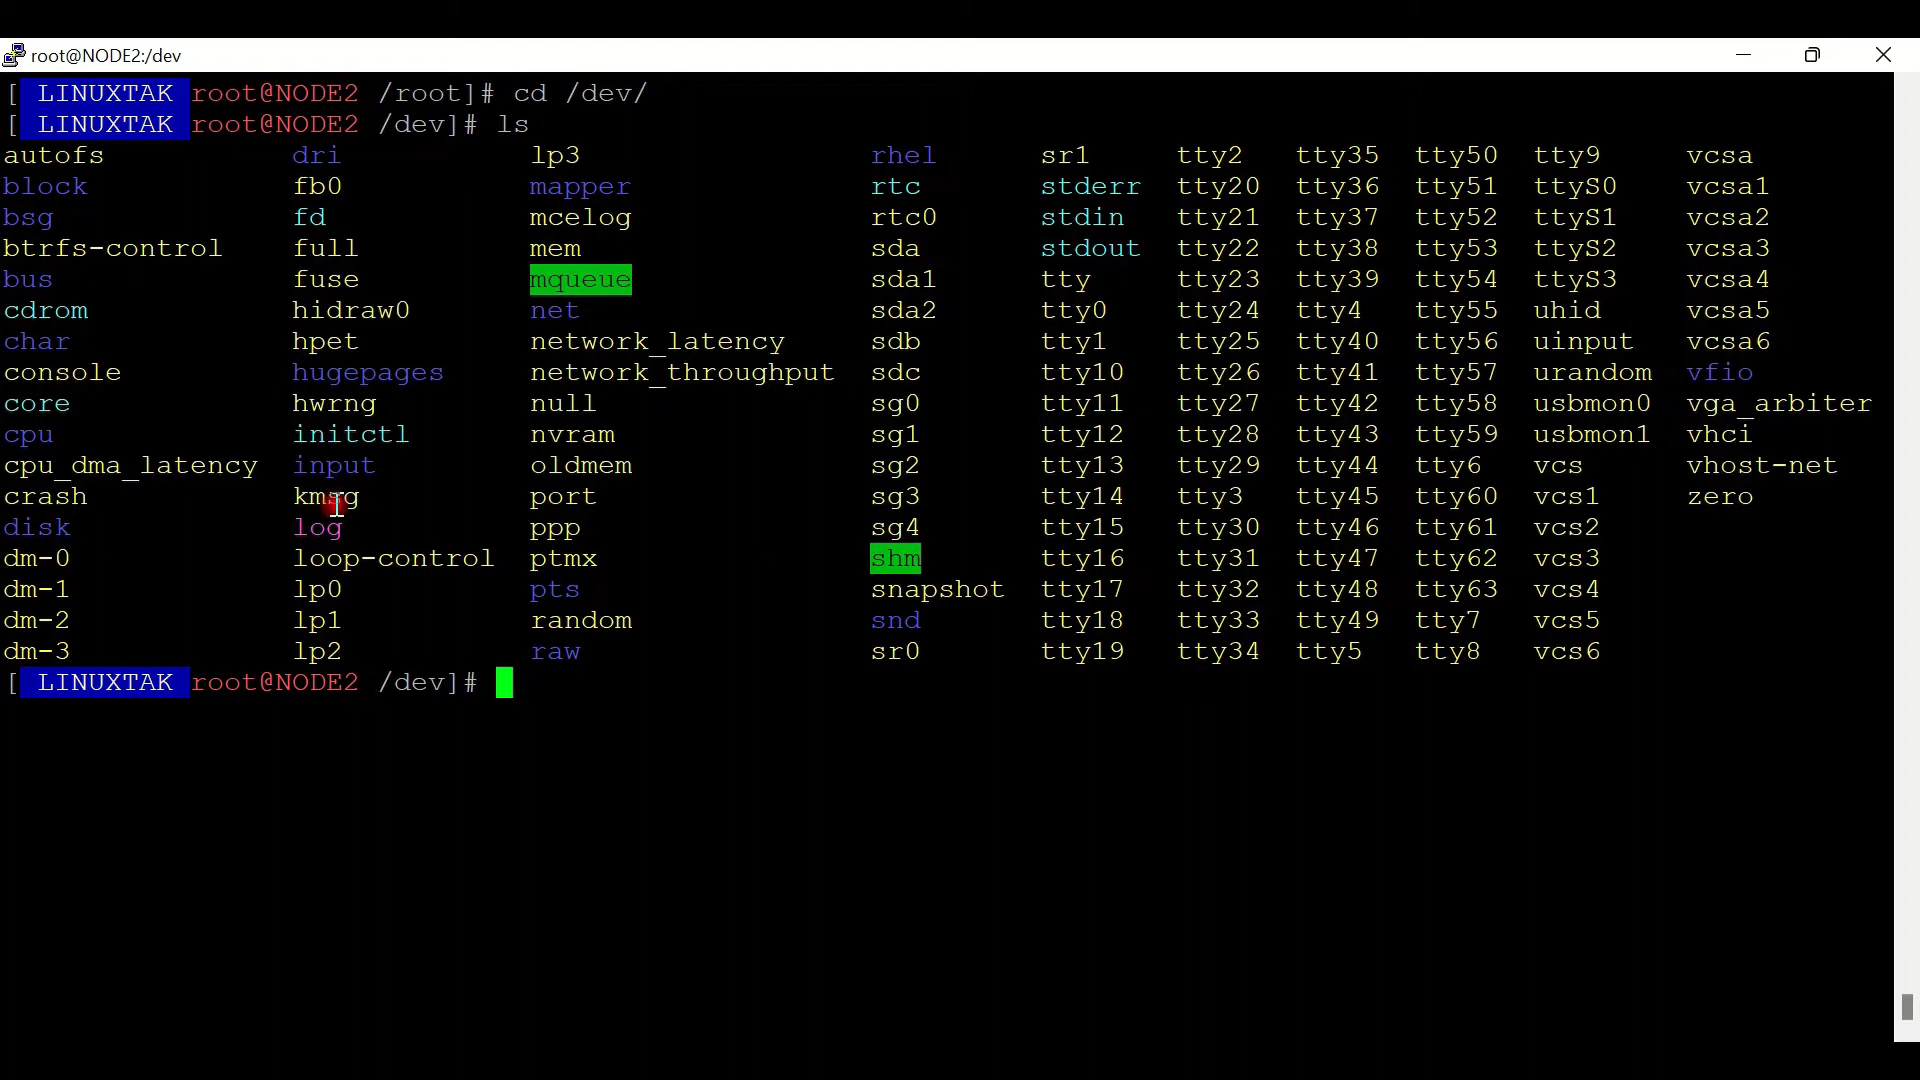 root@NODE2:/dev
[ LINUXTAK root@NODE2 /root]# cd /dev/
[ LINUXTAK root@NODE2 /dev]# ls
autofs dri lp3 rhel sr1 tty2 tty35 tty50 tty9 vcsa
block fb0 mapper rtc stderr tty20 tty36 tty51 ttyS0 vcsa1
bsg fd mcelog rtc0 stdin tty21 tty37 tty52 ttyS1 vcsa2
btrfs-control full mem sda stdout tty22 tty38 tty53 ttyS2 vcsa3
bus fuse mqueue sda1 tty tty23 tty39 tty54 ttyS3 vcsa4
cdrom hidraw0 net sda2 tty0 tty24 tty4 tty55 uhid vcsa5
char hpet network_latency sdb tty1 tty25 tty40 tty56 uinput vcsa6
console hugepages network_throughput sdc tty10 tty26 tty41 tty57 urandom vfio
core hwrng null sg0 tty11 tty27 tty42 tty58 usbmon0 vga_arbiter
cpu initctl nvram sg1 tty12 tty28 tty43 tty59 usbmon1 vhci
cpu_dma_latency input oldmem sg2 tty13 tty29 tty44 tty6 vcs vhost-net
crash kmsg port sg3 tty14 tty3 tty45 tty60 vcs1 zero
disk log ppp sg4 tty15 tty30 tty46 tty61 vcs2
dm-0 loop-control ptmx shm tty16 tty31 tty47 tty62 vcs3
dm-1 lp0 pts snapshot tty17 tty32 tty48 tty63 vcs4
dm-2 lp1 random snd tty18 tty33 tty49 tty7 vcs5
dm-3 lp2 raw sr0 tty19 tty34 tty5 tty8 vcs6
[ LINUXTAK root@NODE2 /dev]#